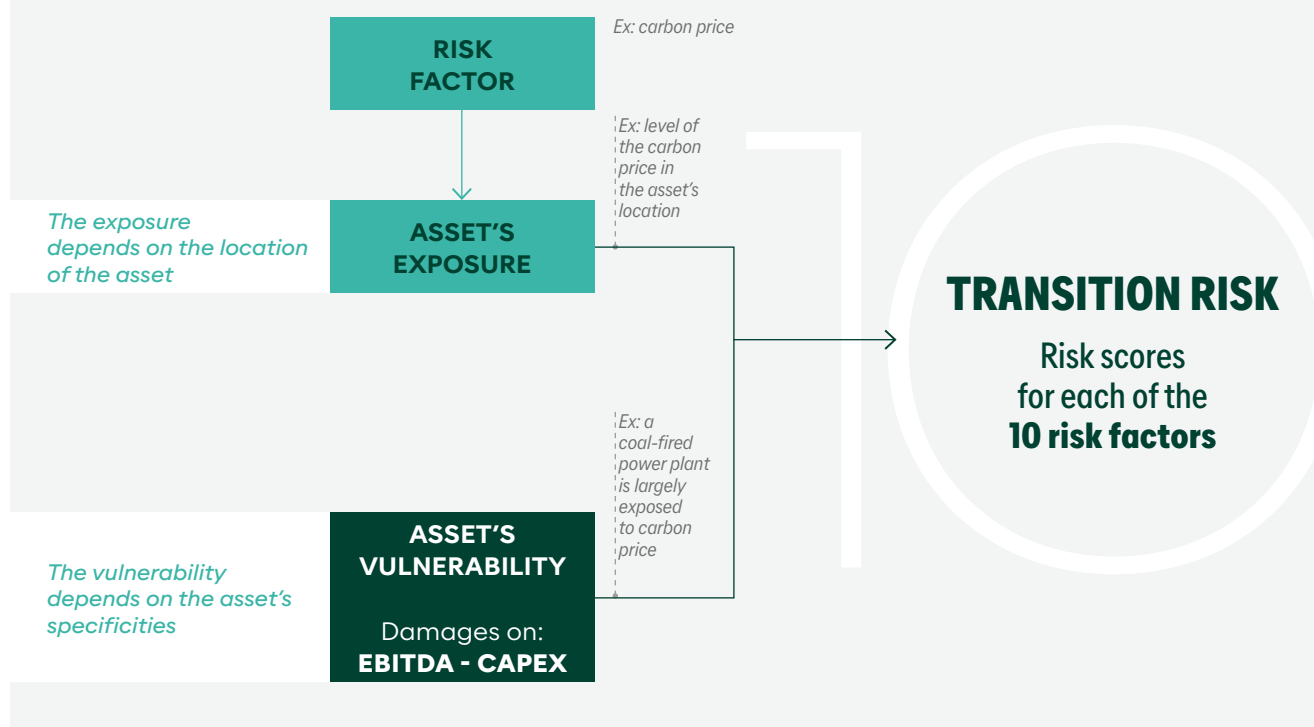 RISK
FACTOR
Ex: carbon price
Ex: level of
the carbon
price in
the asset's
location
The exposure
depends on the location
of the asset
ASSET'S
EXPOSURE
10
TRANSITION RISK
Risk scores
for each of the
10 risk factors
Ex: a
coal-fired
power plant
is largely
exposed
to carbon
price
The vulnerability
depends on the asset's
specificities
ASSET'S
VULNERABILITY
Damages on:
EBITDA - CAPEX